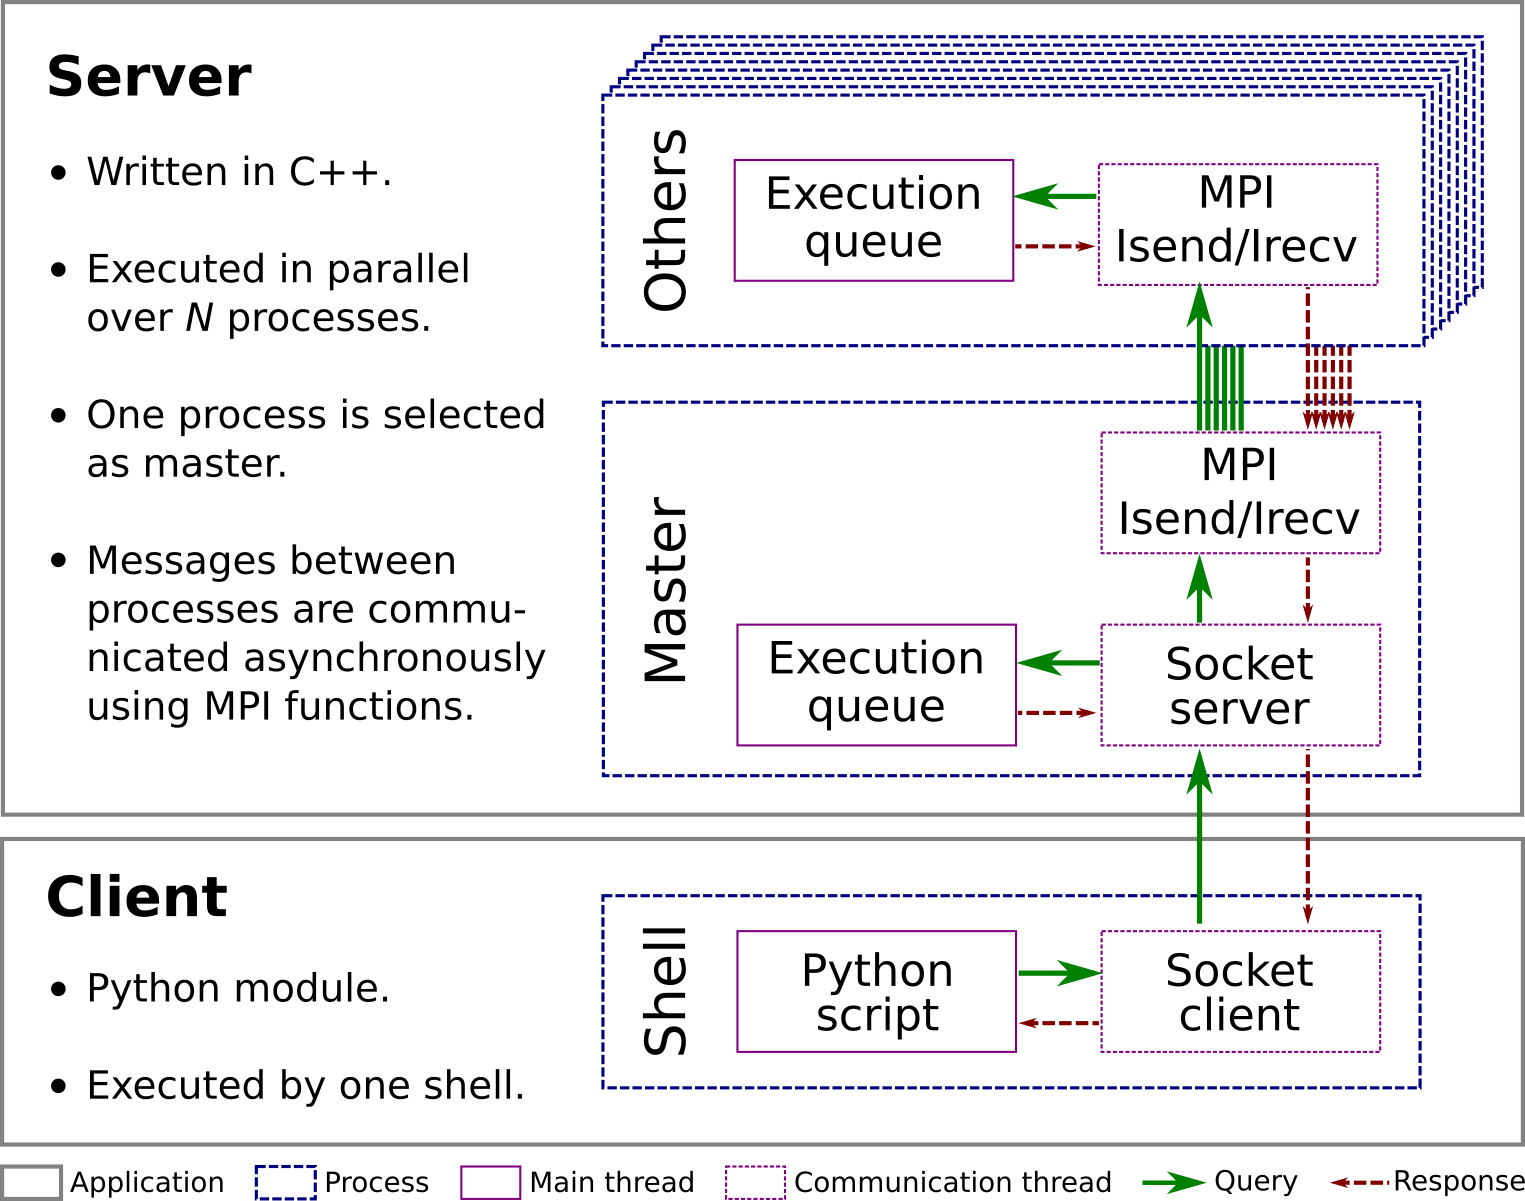 Server
• Written in C++.
• Executed in parallel
over N processes.
• One process is selected
as master.
• Messages between
processes are commu-
nicated asynchronously
using MPI functions.
Others
Execution
queue
MPI
Isend/Irecv
Master
MPI
Isend/Irecv
Execution
queue
Socket
server
Client
• Python module.
• Executed by one shell.
Shell
Python
script
Socket
client
Application
Process
Main thread
Communication thread
Query
Response